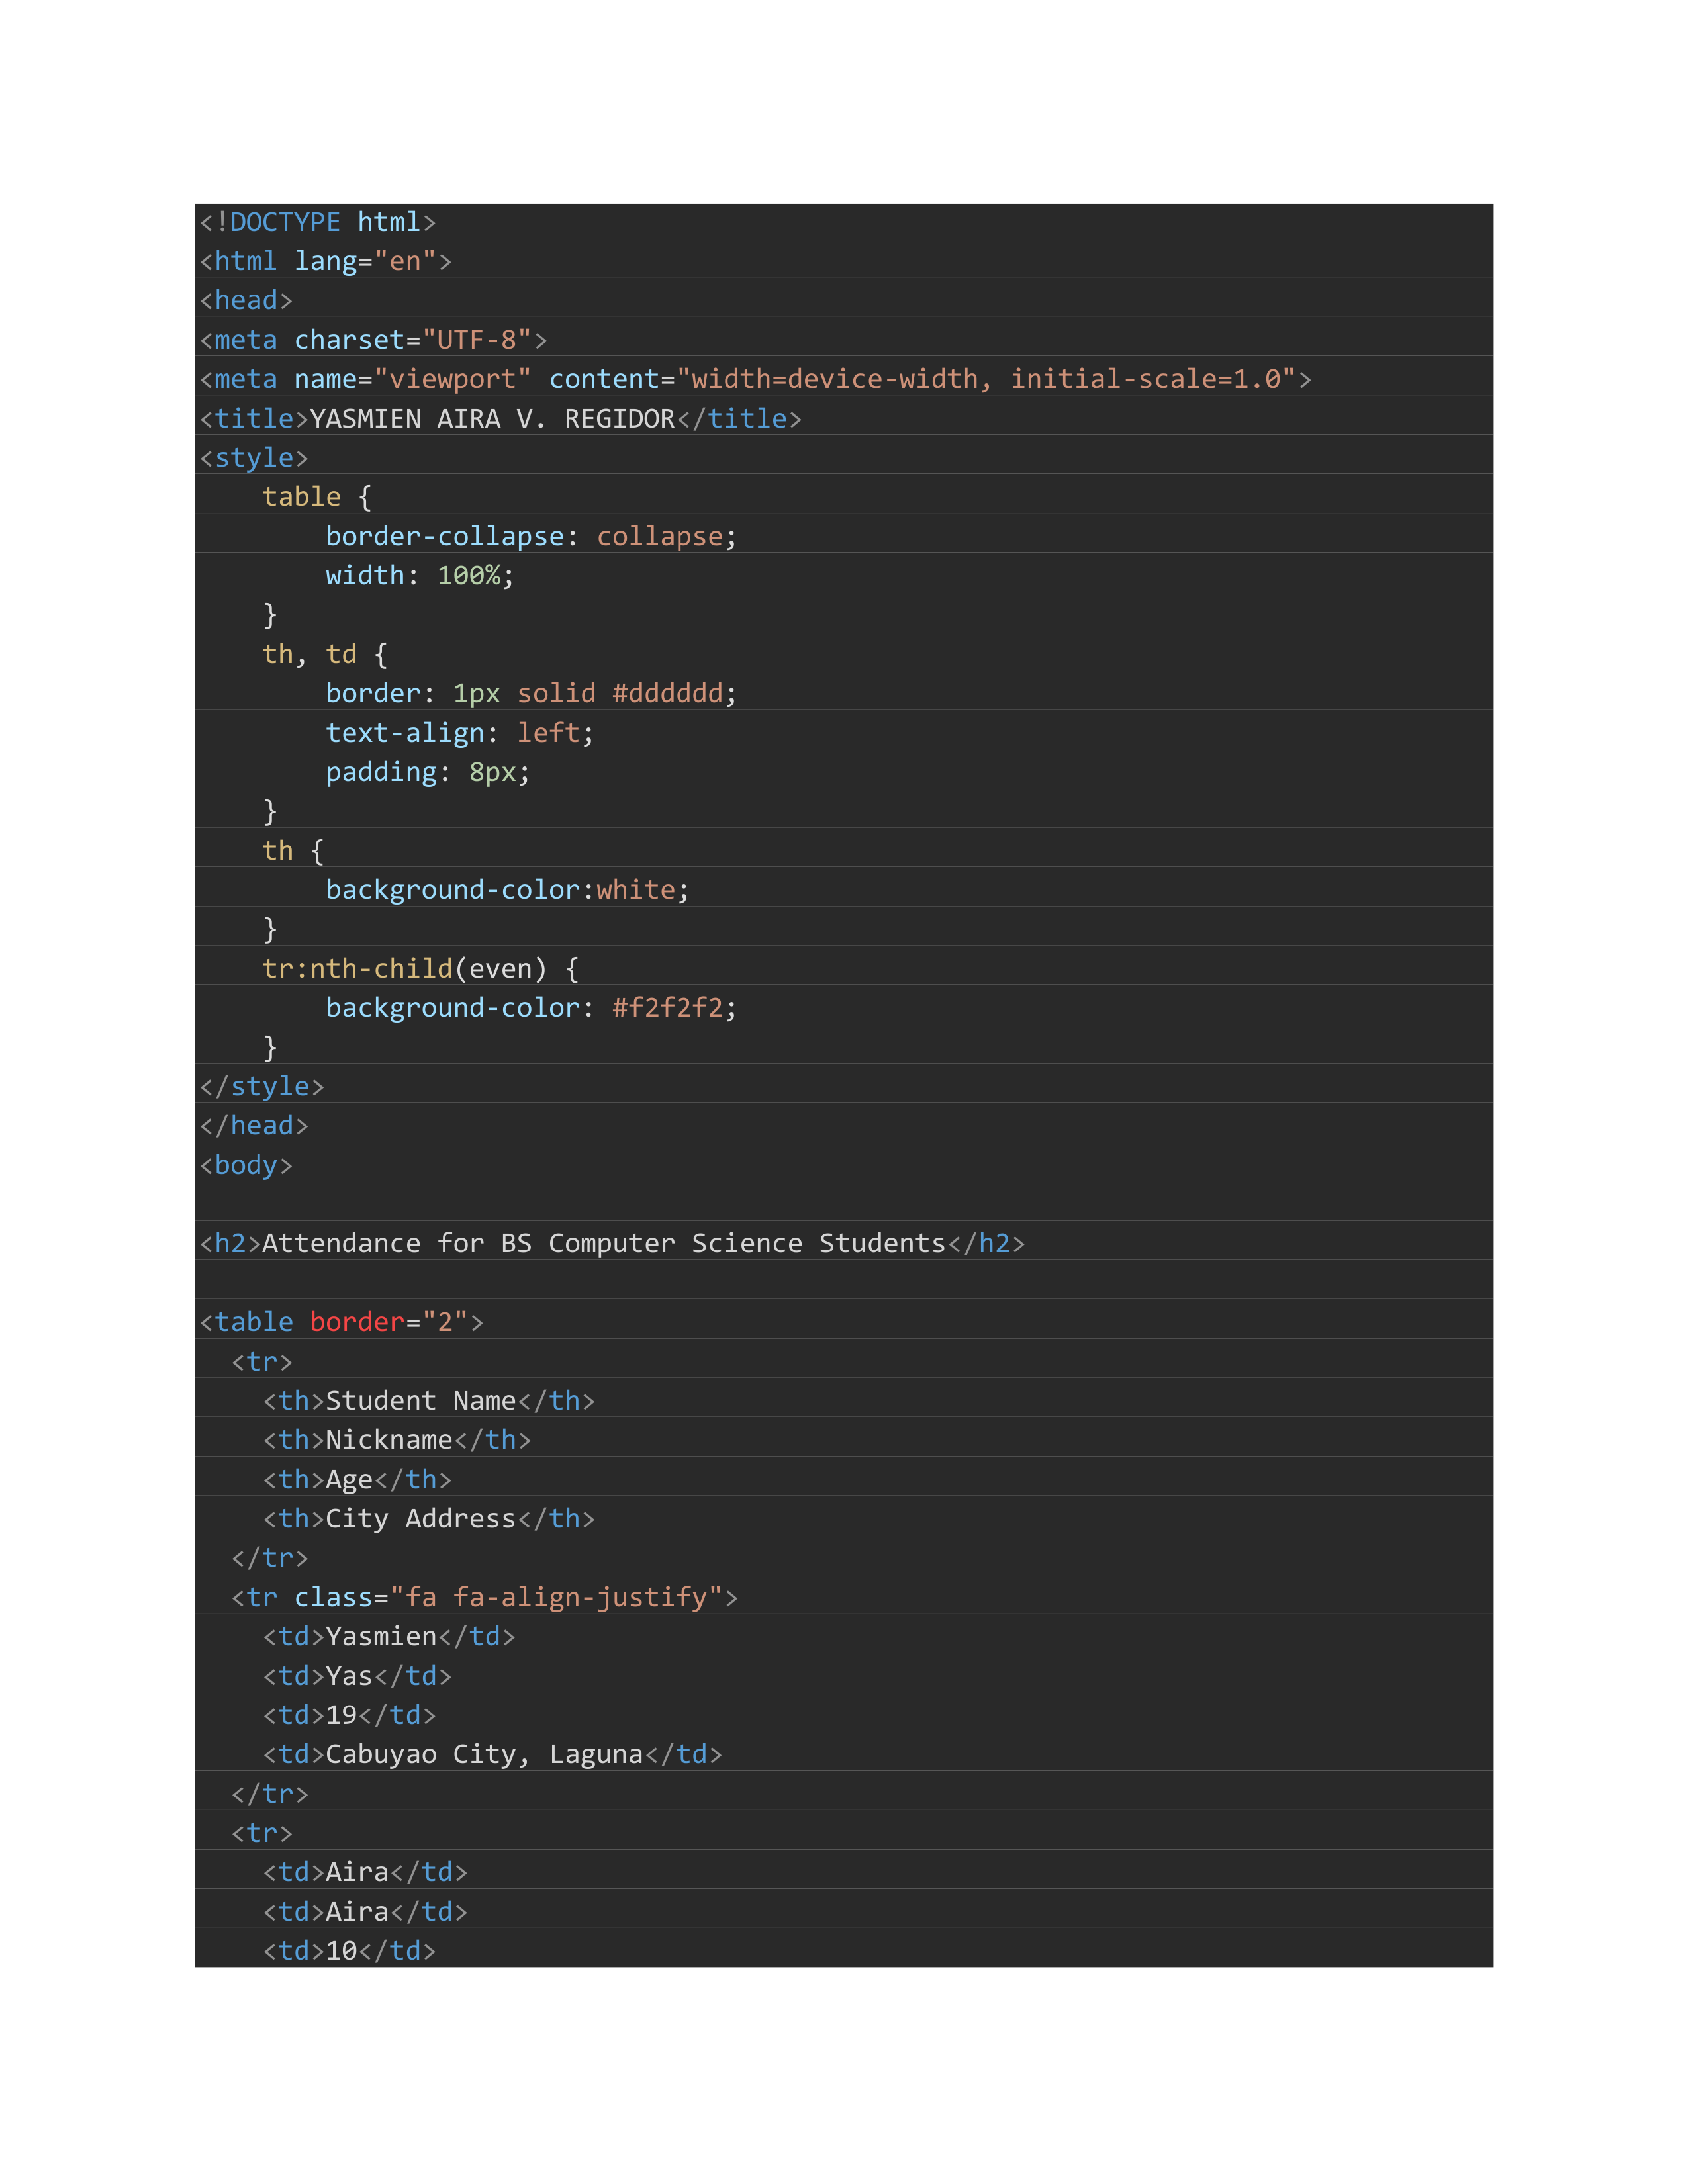 <!DOCTYPE html>
<html lang="en">
<head>
<meta charset="UTF-8">
<meta name="viewport" content="width=device-width, initial-scale=1.0">
<title>YASMIEN AIRA V. REGIDOR</title>
<style>
    table {
        border-collapse: collapse;
        width: 100%;
    }
    th, td {
        border: 1px solid #dddddd;
        text-align: left;
        padding: 8px;
    }
    th {
        background-color:white;
    }
    tr:nth-child(even) {
        background-color: #f2f2f2;
    }
</style>
</head>
<body>

<h2>Attendance for BS Computer Science Students</h2>

<table border="2">
  <tr>
    <th>Student Name</th>
    <th>Nickname</th>
    <th>Age</th>
    <th>City Address</th>
  </tr>
  <tr class="fa fa-align-justify">
    <td>Yasmien</td>
    <td>Yas</td>
    <td>19</td>
    <td>Cabuyao City, Laguna</td>
  </tr>
  <tr>
    <td>Aira</td>
    <td>Aira</td>
    <td>10</td>